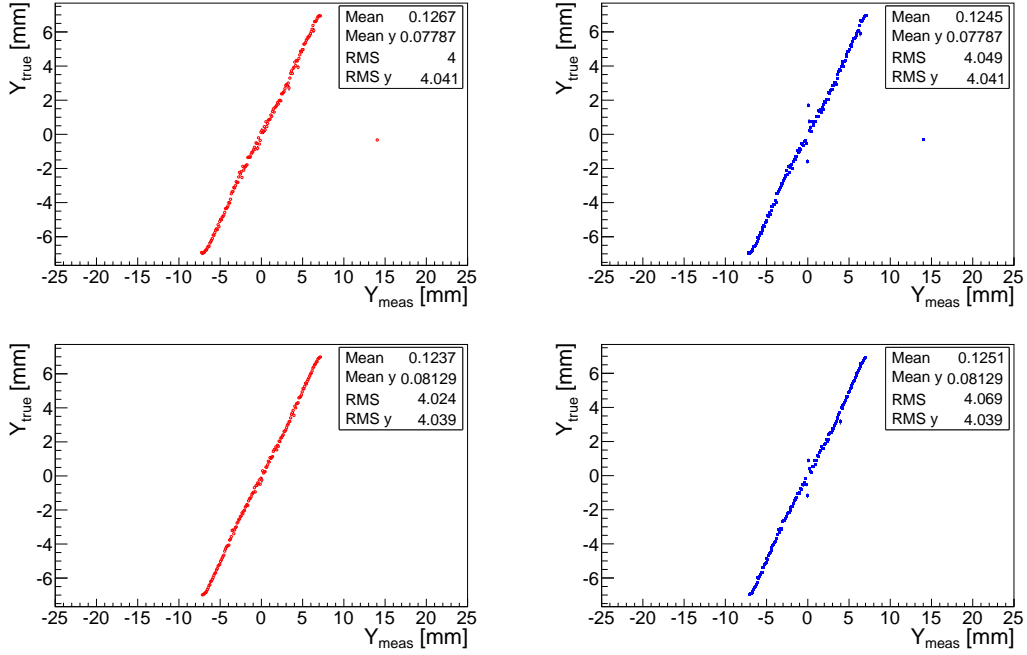 Y_true [mm]
6
4
2
0
-2
-4
-6
-25 -20 -15 -10 -5 0 5 10 15 20 25
Y_meas [mm]
Mean 0.1267
Mean y 0.07787
RMS 4
RMS y 4.041
Y_true [mm]
6
4
2
0
-2
-4
-6
-25 -20 -15 -10 -5 0 5 10 15 20 25
Y_meas [mm]
Mean 0.1245
Mean y 0.07787
RMS 4.049
RMS y 4.041
Y_true [mm]
6
4
2
0
-2
-4
-6
-25 -20 -15 -10 -5 0 5 10 15 20 25
Y_meas [mm]
Mean 0.1237
Mean y 0.08129
RMS 4.024
RMS y 4.039
Y_true [mm]
6
4
2
0
-2
-4
-6
-25 -20 -15 -10 -5 0 5 10 15 20 25
Y_meas [mm]
Mean 0.1251
Mean y 0.08129
RMS 4.069
RMS y 4.039